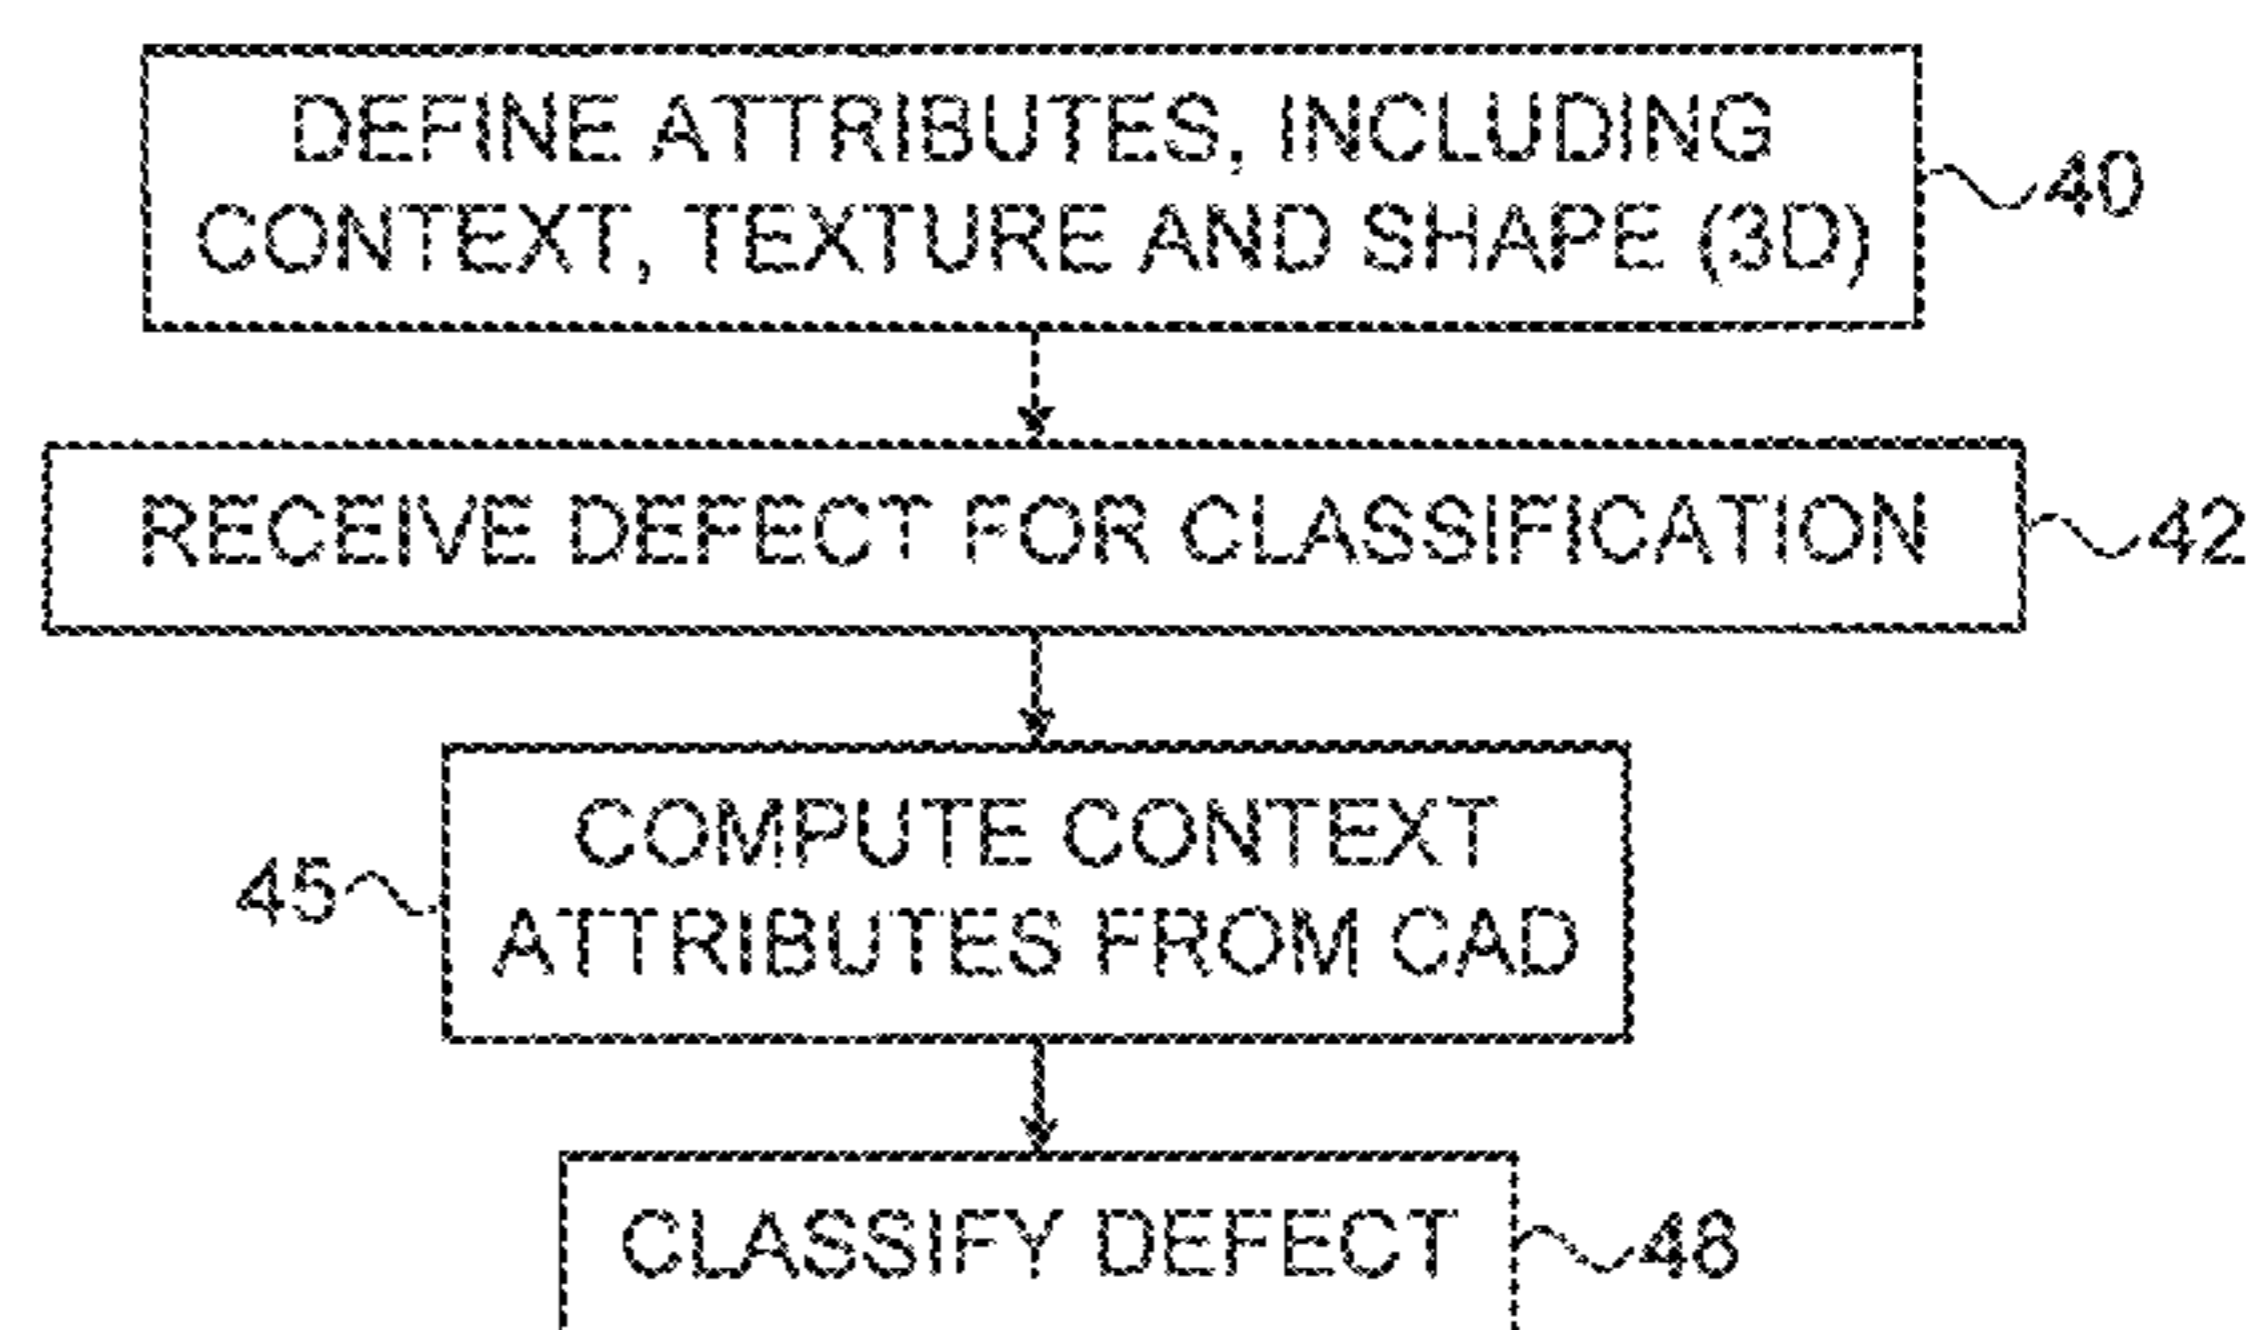 DEFINE ATTRIBUTES, INCLUDING
CONTEXT, TEXTURE AND SHAPE (3D)
40
RECEIVE DEFECT FOR CLASSIFICATION
42
COMPUTE CONTEXT
ATTRIBUTES FROM CAD
45
CLASSIFY DEFECT
48